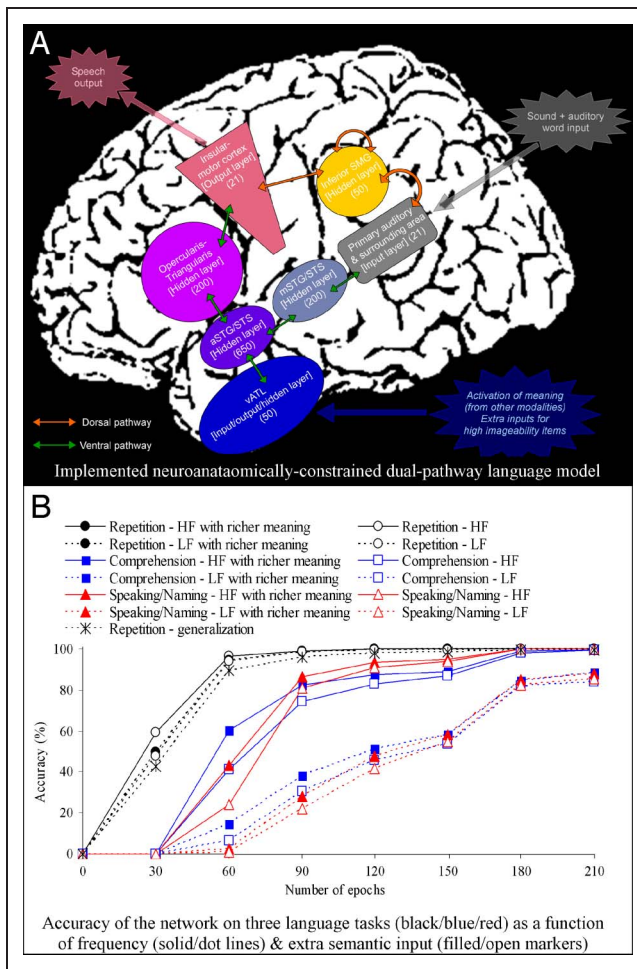 A
Speech
output
Sound + auditory
word input
Insular-
motor cortex
[Output layer]
(21)
Inferior SMG
[Hidden layer]
(50)
Primary auditory
& surrounding area
[Input layer] (21)
Opercularis-
Triangularis
[Hidden layer]
(200)
mSTG/STS
[Hidden layer]
(200)
aSTG/STS
[Hidden layer]
(650)
vATL
[Input/output/hidden layer]
(50)
Dorsal pathway
Ventral pathway
Activation of meaning
(from other modalities)
Extra inputs for
high imageability items
Implemented neuroanataomically-constrained dual-pathway language model
B
Repetition - HF with richer meaning
Repetition - HF
Repetition - LF with richer meaning
Repetition - LF
Comprehension - HF with richer meaning
Comprehension - HF
Comprehension - LF with richer meaning
Comprehension - LF
Speaking/Naming - HF with richer meaning
Speaking/Naming - HF
Speaking/Naming - LF with richer meaning
Speaking/Naming - LF
Repetition - generalization
Accuracy (%)
100
80
60
40
20
0
0 30 60 90 120 150 180 210
Number of epochs
Accuracy of the network on three language tasks (black/blue/red) as a function
of frequency (solid/dot lines) & extra semantic input (filled/open markers)